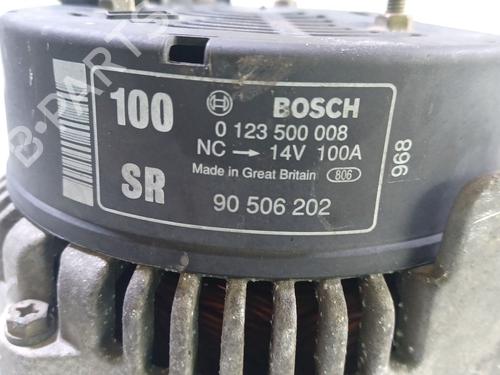 100
BOSCH
0 123 500 008
NC → 14V 100A
Made in Great Britain 806
SR
90 506 202
968
B-PARTS